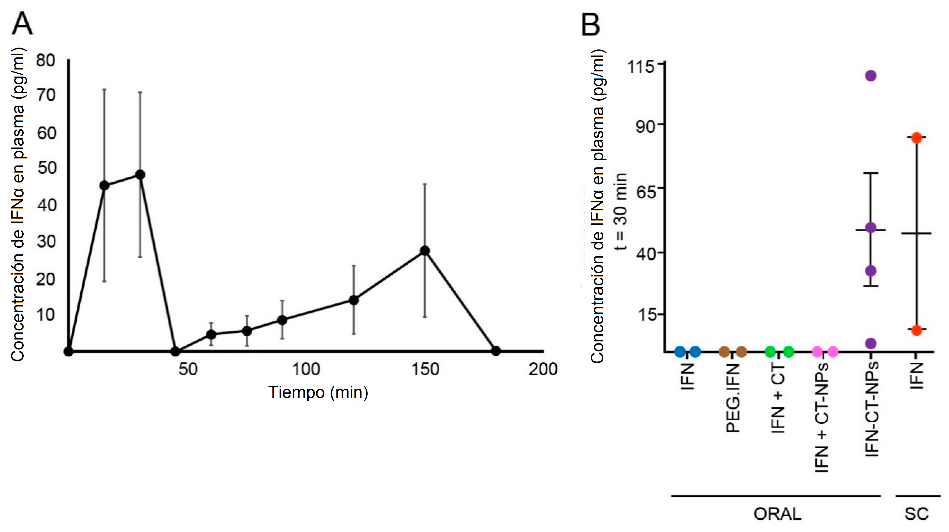 A
Concentración de IFNα en plasma (pg/ml)
80
70
60
50
40
30
20
10
50
100
150
200
Tiempo (min)
B
Concentración de IFNα en plasma (pg/ml)
t = 30 min
115
90
65
40
15
IFN
PEG.IFN
IFN + CT
IFN + CT-NPs
IFN-CT-NPs
IFN
ORAL
SC